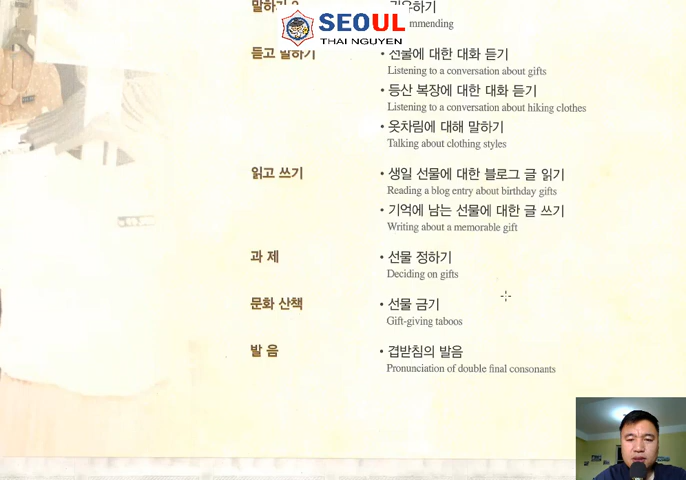 SEOUL
THAI NGUYEN
mmending
듣고 말하기
• 선물에 대한 대화 듣기
Listening to a conversation about gifts
• 등산 복장에 대한 대화 듣기
Listening to a conversation about hiking clothes
• 옷차림에 대해 말하기
Talking about clothing styles
읽고 쓰기
• 생일 선물에 대한 블로그 글 읽기
Reading a blog entry about birthday gifts
• 기억에 남는 선물에 대한 글 쓰기
Writing about a memorable gift
과 제
• 선물 정하기
Deciding on gifts
문화 산책
• 선물 금기
Gift-giving taboos
발 음
• 겹받침의 발음
Pronunciation of double final consonants